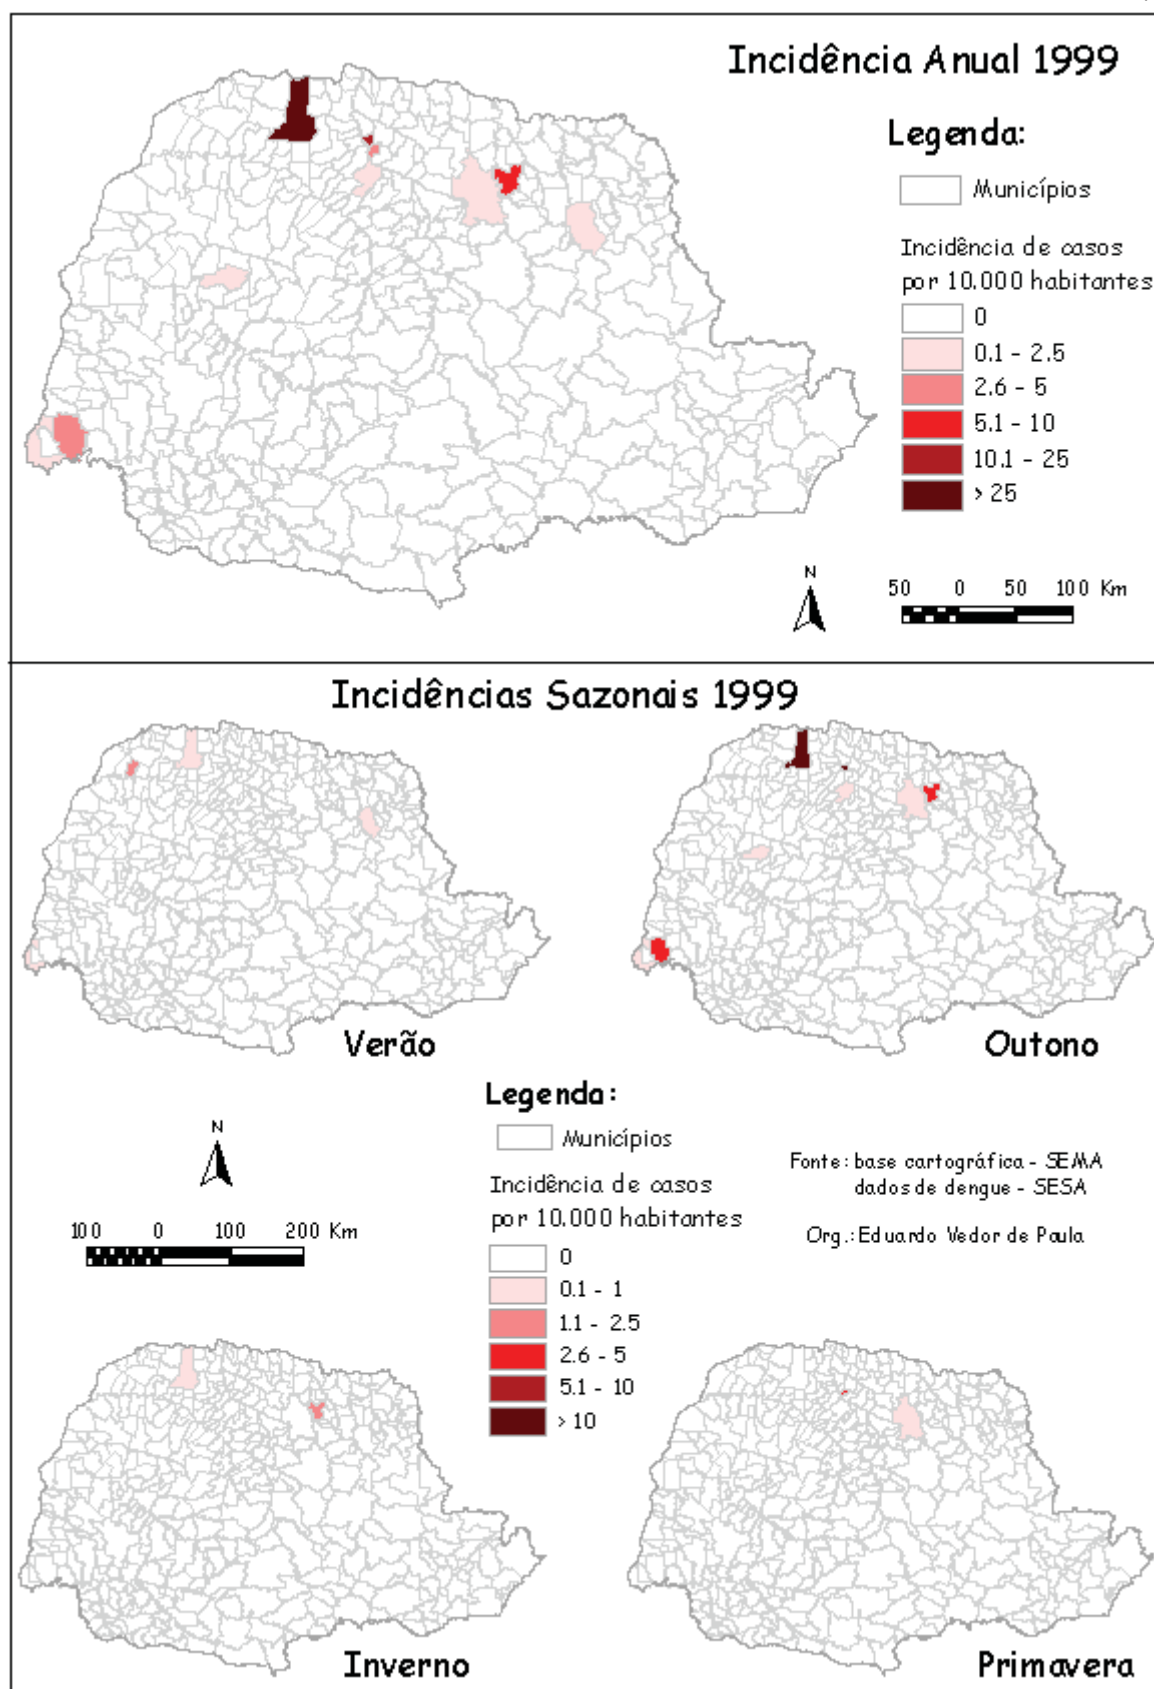 Incidência Anual 1999
Legenda:
Municípios
Incidência de casos
por 10.000 habitantes
0
0.1 - 2.5
2.6 - 5
5.1 - 10
10.1 - 25
> 25
N
50 0 50 100 Km
Incidências Sazonais 1999
Verão
Outono
Legenda:
Municípios
Incidência de casos
por 10.000 habitantes
0
0.1 - 1
1.1 - 2.5
2.6 - 5
5.1 - 10
> 10
N
100 0 100 200 Km
Fonte: base cartográfica - SEMA
dados de dengue - SESA
Org.: Eduardo Vedor de Paula
Inverno
Primavera